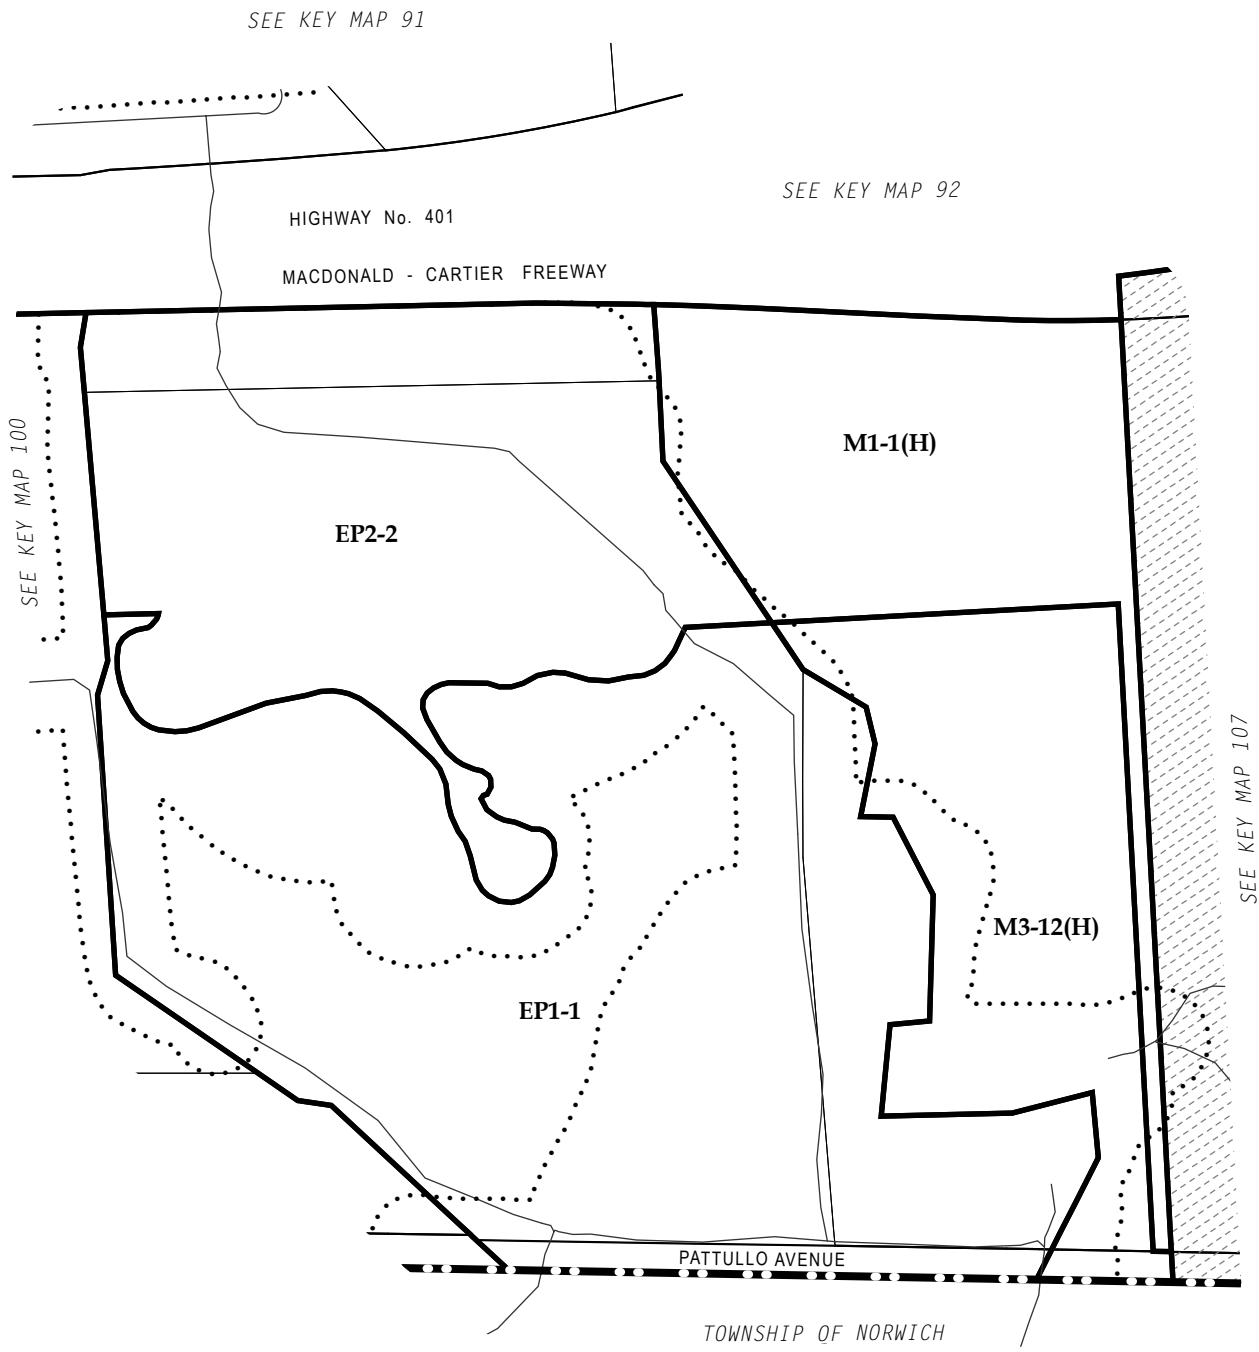 SEE KEY MAP 91
SEE KEY MAP 92
HIGHWAY No. 401
MACDONALD - CARTIER FREEWAY
M1-1(H)
SEE KEY MAP 100
EP2-2
SEE KEY MAP 107
M3-12(H)
EP1-1
PATTULLO AVENUE
TOWNSHIP OF NORWICH